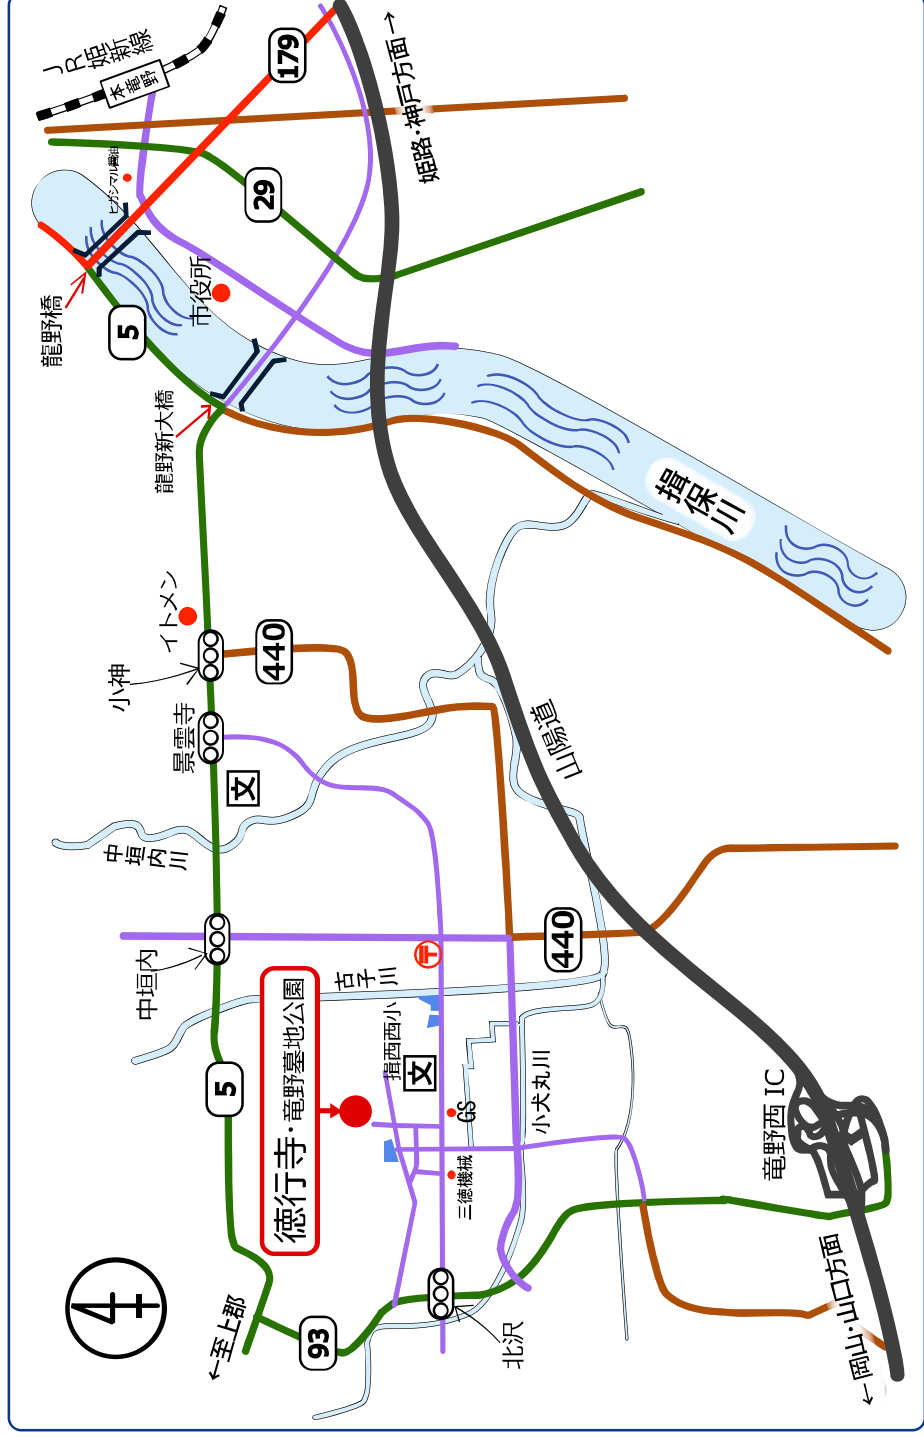 JR姫新線
本竜野
179
姫路・神戸方面→
ヒガシマル醤油
29
龍野橋
市役所
5
龍野新大橋
揖保川
イトメン
小神
440
景雲寺
文
山陽道
中垣内川
中垣内
〒
440
古子川
5
徳行寺・竜野墓地公園
揖西西小
文
小犬丸川
GS
三徳機械
竜野西IC
4
←至上郡
93
北沢
←岡山・山口方面